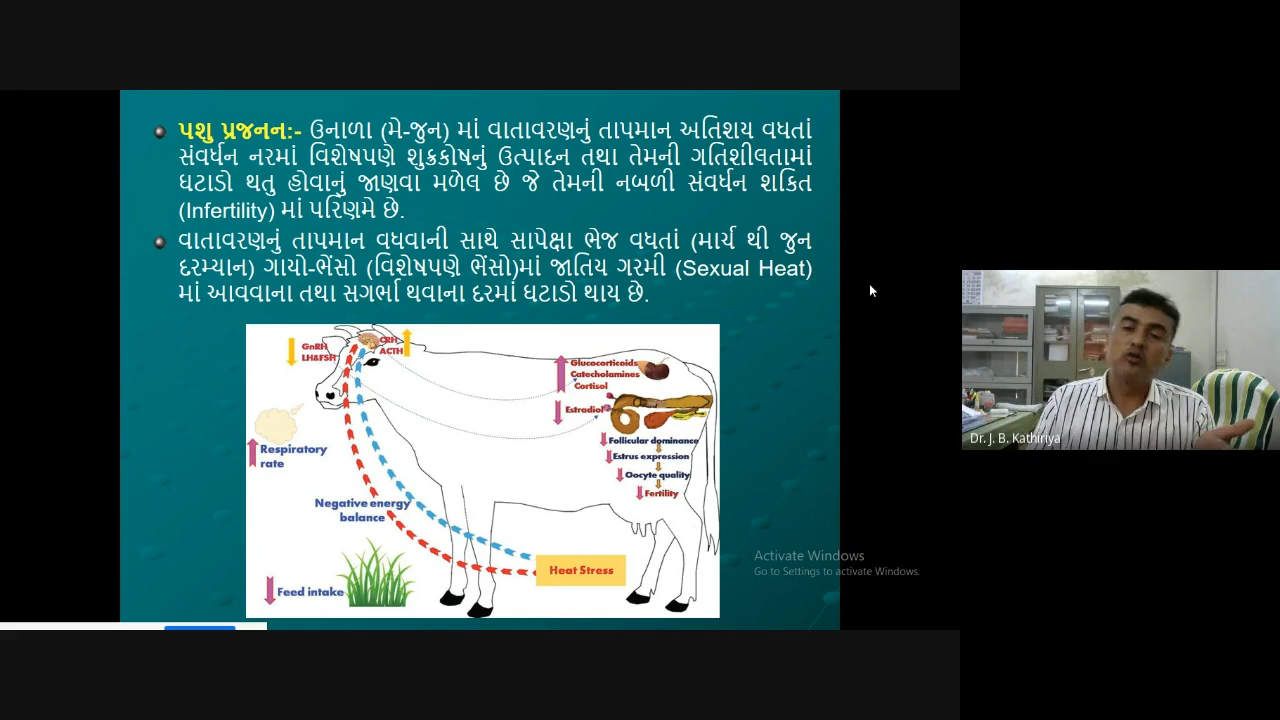 પશુ પ્રજનન:- ઉનાળા (મે-જુન) માં વાતાવરણનું તાપમાન અતિશય વધતાં
સંવર્ધન નરમાં વિશેષપણે શુક્રકોષનું ઉત્પાદન તથા તેમની ગતિશીલતામાં
ઘટાડો થતુ હોવાનું જાણવા મળેલ છે જે તેમની નબળી સંવર્ધન શકિત
(Infertility) માં પરિણમે છે.
વાતાવરણનું તાપમાન વધવાની સાથે સાપેક્ષા ભેજ વધતાં (માર્ચ થી જુન
દરમ્યાન) ગાયો-ભેંસો (વિશેષપણે ભેંસો)માં જાતિય ગરમી (Sexual Heat)
માં આવવાના તથા સગર્ભા થવાના દરમાં ઘટાડો થાય છે.
GnRH
LH&FSH
CRH
ACTH
Glucocorticoids
Catecholamines
Cortisol
Estradiol
Follicular dominance
Estrus expression
Oocyte quality
Fertility
Respiratory
rate
Negative energy
balance
Heat Stress
Feed intake
Activate Windows
Go to Settings to activate Windows.
Dr. J. B. Kathiriya